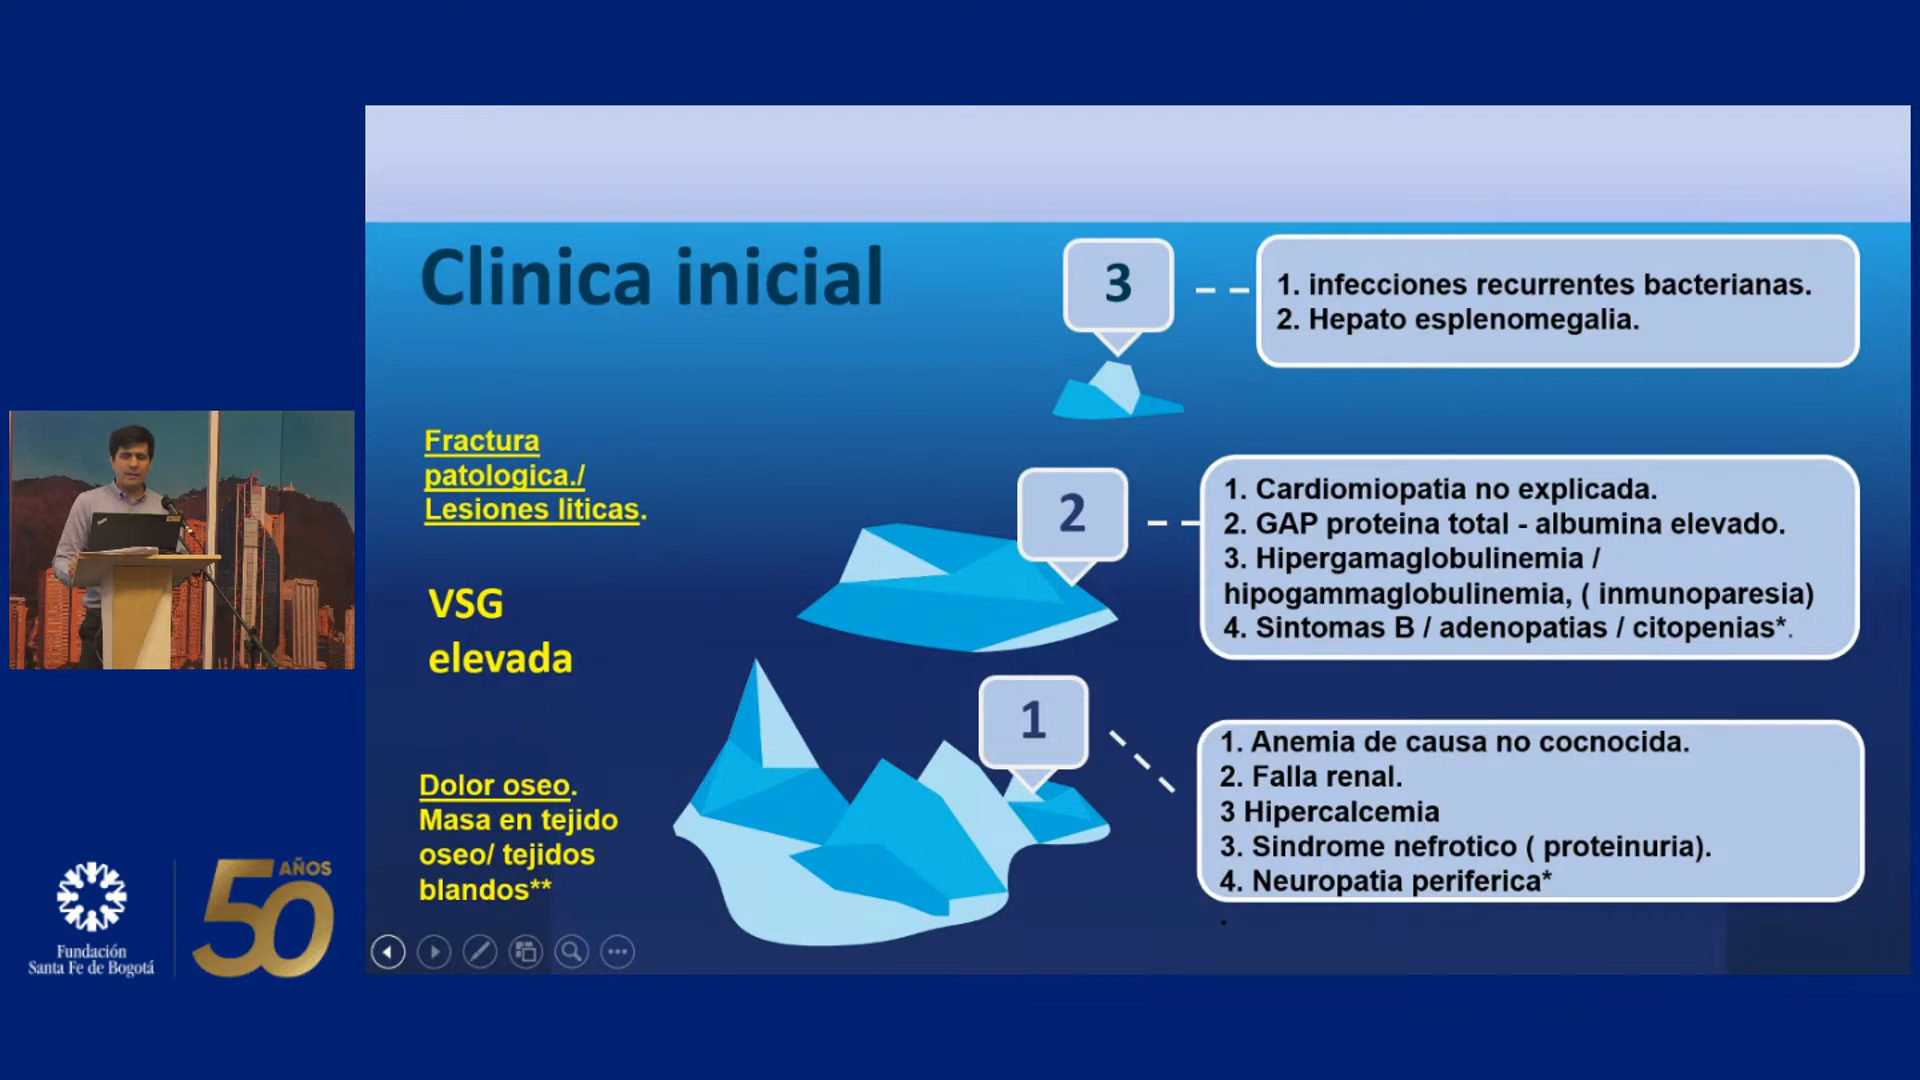 Clinica inicial
3
1. infecciones recurrentes bacterianas.
2. Hepato esplenomegalia.
Fractura
patologica./
Lesiones liticas.
2
1. Cardiomiopatia no explicada.
2. GAP proteina total - albumina elevado.
3. Hipergamaglobulinemia /
hipogammaglobulinemia, ( inmunoparesia)
4. Sintomas B / adenopatias / citopenias*.
VSG
elevada
1
1. Anemia de causa no cocnocida.
2. Falla renal.
3 Hipercalcemia
3. Sindrome nefrotico ( proteinuria).
4. Neuropatia periferica*
.
Dolor oseo.
Masa en tejido
oseo/ tejidos
blandos**
Fundación
Santa Fe de Bogotá
50 AÑOS